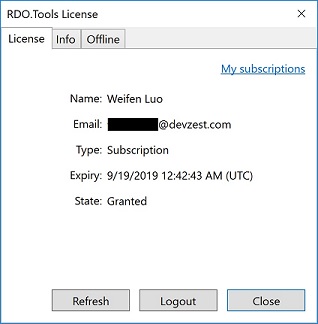 RDO.Tools License
License Info Offline
My subscriptions
Name: Weifen Luo
Email: @devzest.com
Type: Subscription
Expiry: 9/19/2019 12:42:43 AM (UTC)
State: Granted
Refresh Logout Close